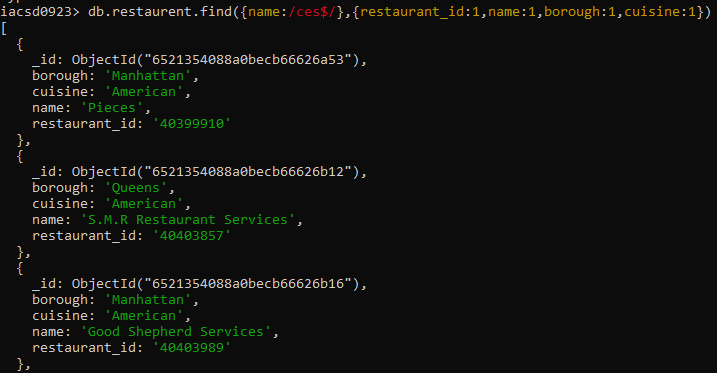 iacsd0923> db.restaurent.find({name:/ces$/},{restaurant_id:1,name:1,borough:1,cuisine:1})
[
  {
    _id: ObjectId("6521354088a0becb66626a53"),
    borough: 'Manhattan',
    cuisine: 'American',
    name: 'Pieces',
    restaurant_id: '40399910'
  },
  {
    _id: ObjectId("6521354088a0becb66626b12"),
    borough: 'Queens',
    cuisine: 'American',
    name: 'S.M.R Restaurant Services',
    restaurant_id: '40403857'
  },
  {
    _id: ObjectId("6521354088a0becb66626b16"),
    borough: 'Manhattan',
    cuisine: 'American',
    name: 'Good Shepherd Services',
    restaurant_id: '40403989'
  },